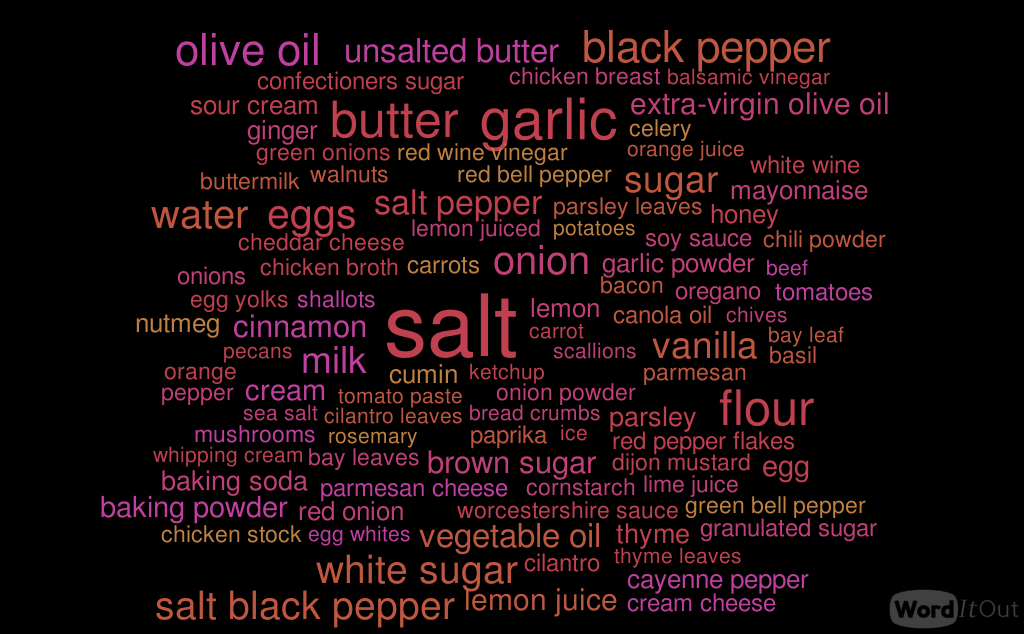 olive oil unsalted butter black pepper
confectioners sugar chicken breast balsamic vinegar
sour cream butter garlic extra-virgin olive oil
ginger celery
green onions red wine vinegar orange juice
buttermilk walnuts red bell pepper sugar white wine
mayonnaise
water eggs salt pepper parsley leaves honey
lemon juiced potatoes
cheddar cheese soy sauce chili powder
onions chicken broth carrots onion garlic powder beef
bacon
egg yolks shallots oregano tomatoes
nutmeg cinnamon salt lemon canola oil chives
carrot bay leaf
pecans milk scallions vanilla basil
orange cumin ketchup parmesan
pepper cream tomato paste onion powder
sea salt cilantro leaves bread crumbs parsley flour
mushrooms rosemary paprika ice red pepper flakes
whipping cream bay leaves brown sugar dijon mustard egg
baking soda parmesan cheese cornstarch lime juice
baking powder red onion worcestershire sauce green bell pepper
chicken stock egg whites vegetable oil thyme granulated sugar
white sugar cilantro thyme leaves
cayenne pepper
salt black pepper lemon juice cream cheese
WordItOut